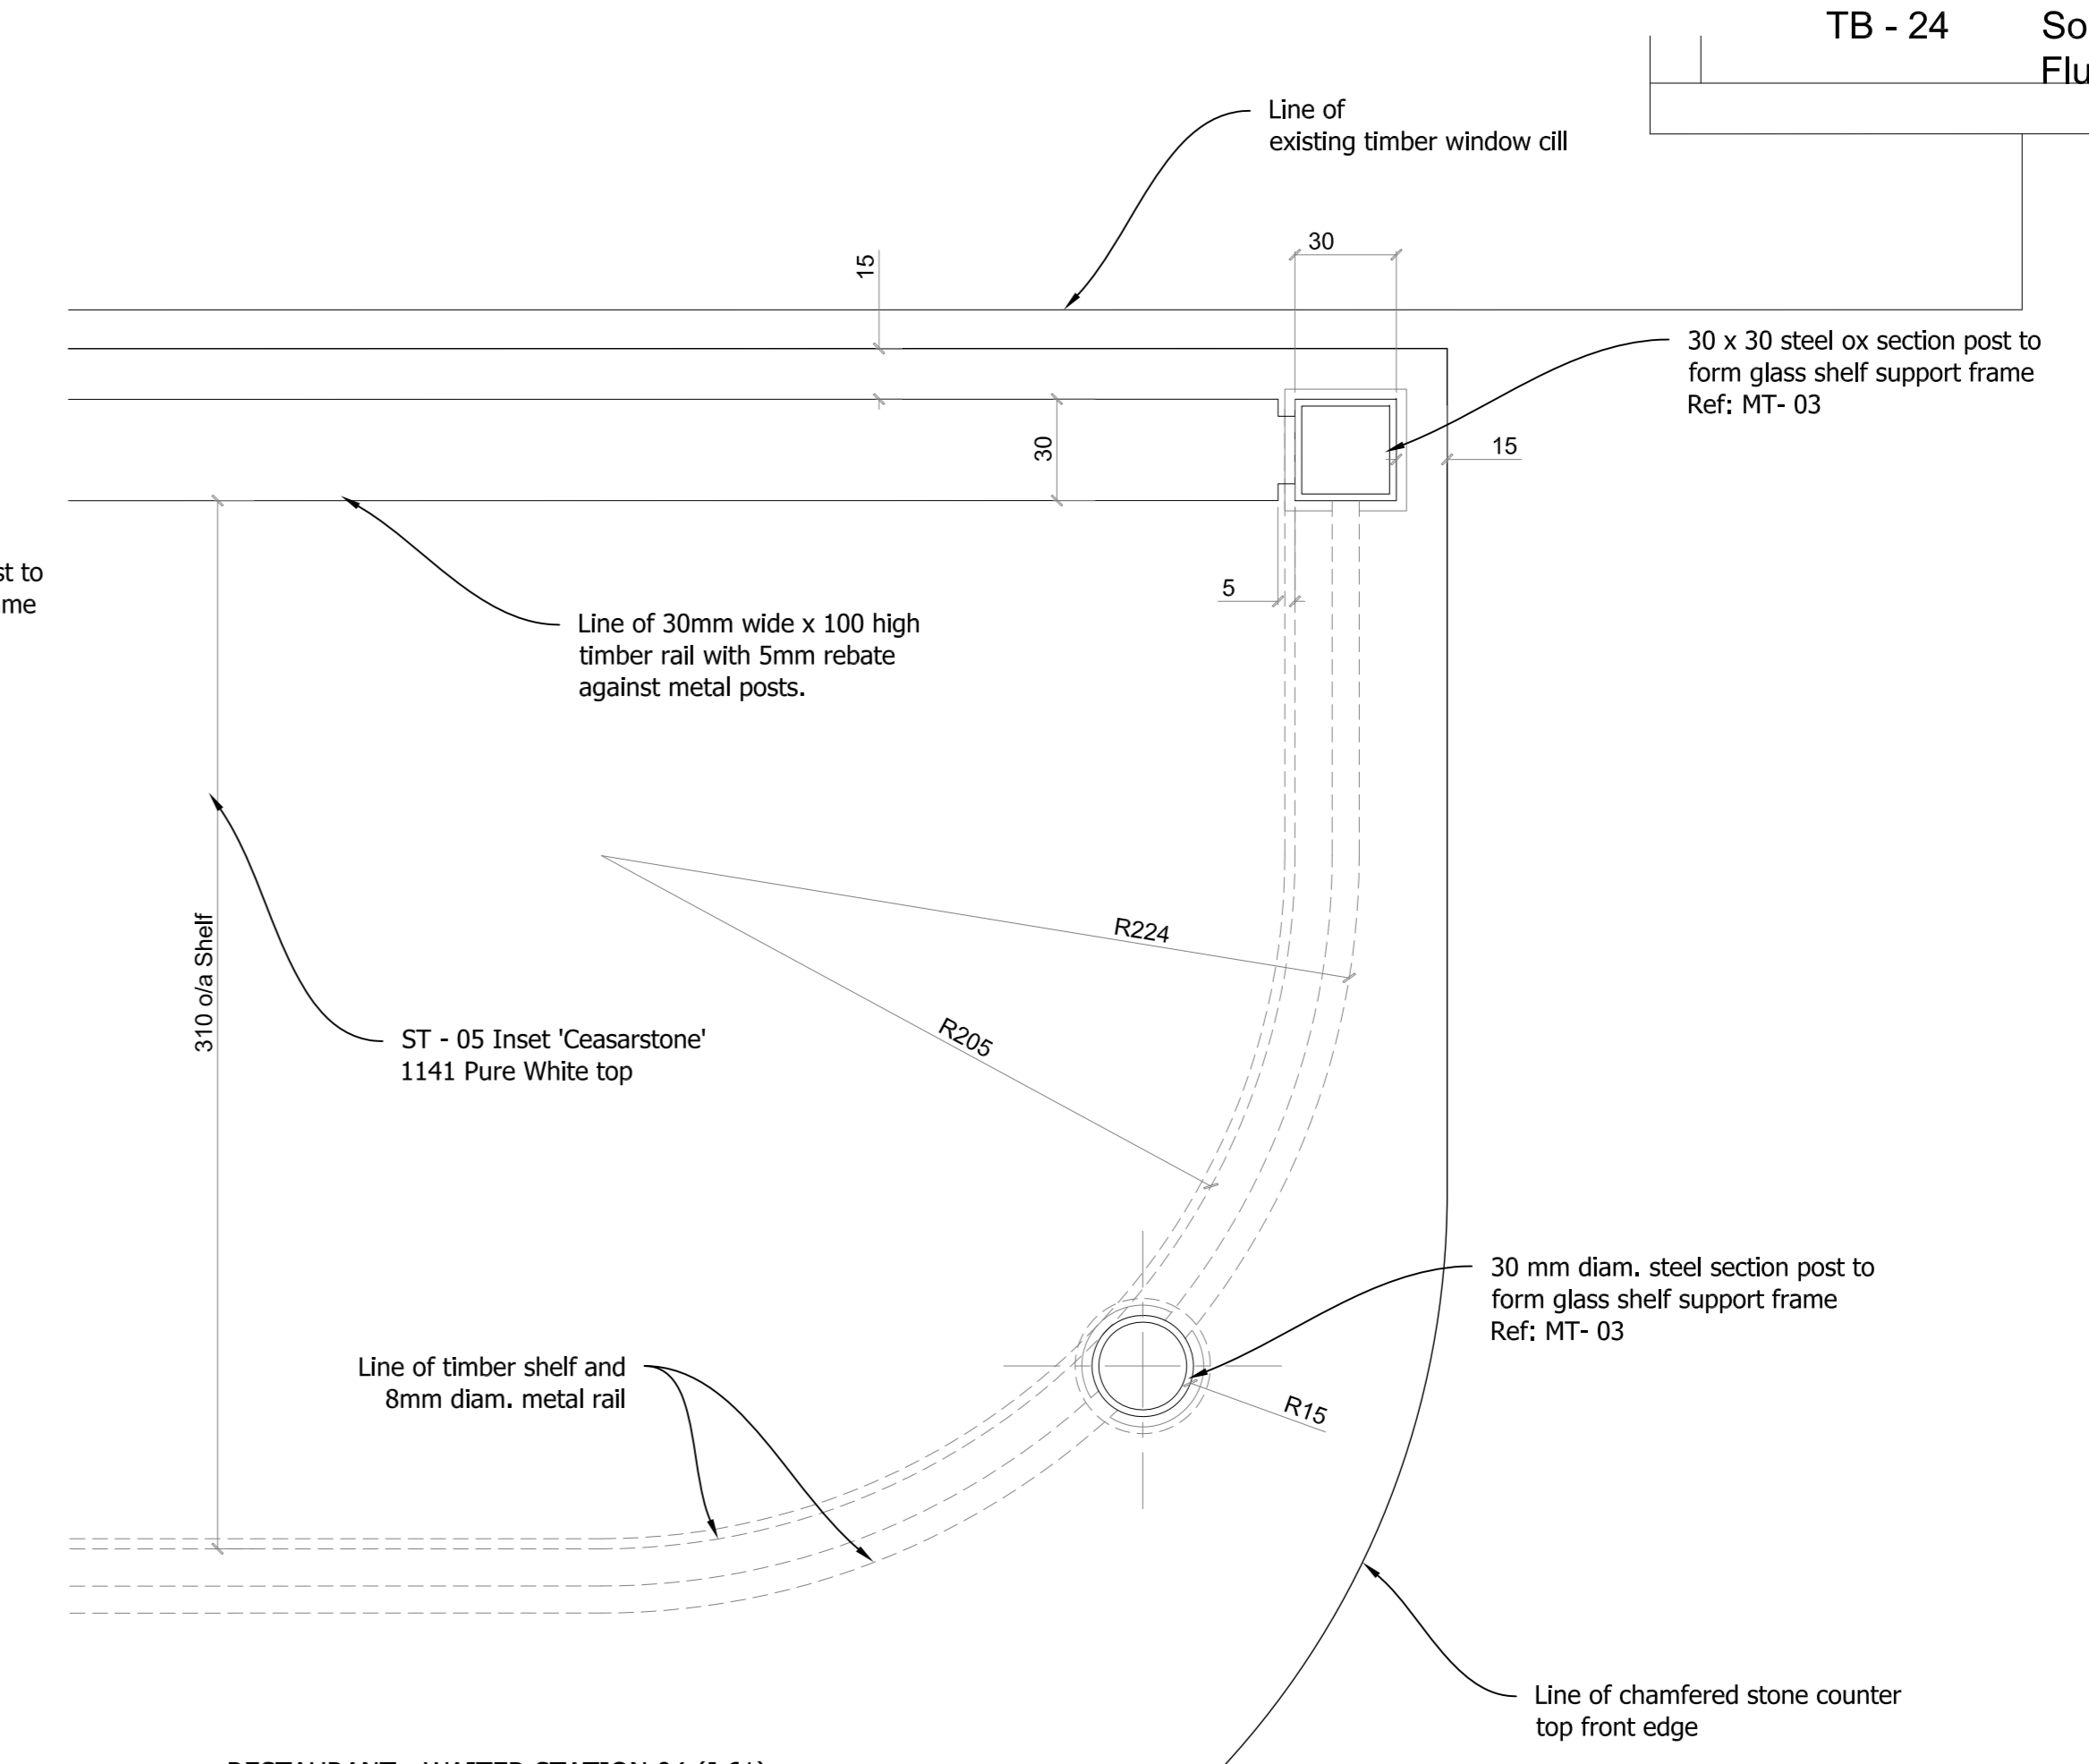 TB - 24
So
Flu
Line of
existing timber window cill
30
15
30 x 30 steel ox section post to
form glass shelf support frame
Ref: MT- 03
30
15
st to
me
5
Line of 30mm wide x 100 high
timber rail with 5mm rebate
against metal posts.
R224
310 o/a Shelf
R205
ST - 05 Inset 'Ceasarstone'
1141 Pure White top
30 mm diam. steel section post to
form glass shelf support frame
Ref: MT- 03
Line of timber shelf and
8mm diam. metal rail
R15
Line of chamfered stone counter
top front edge
RESTAURANT - WAITER STATION 04